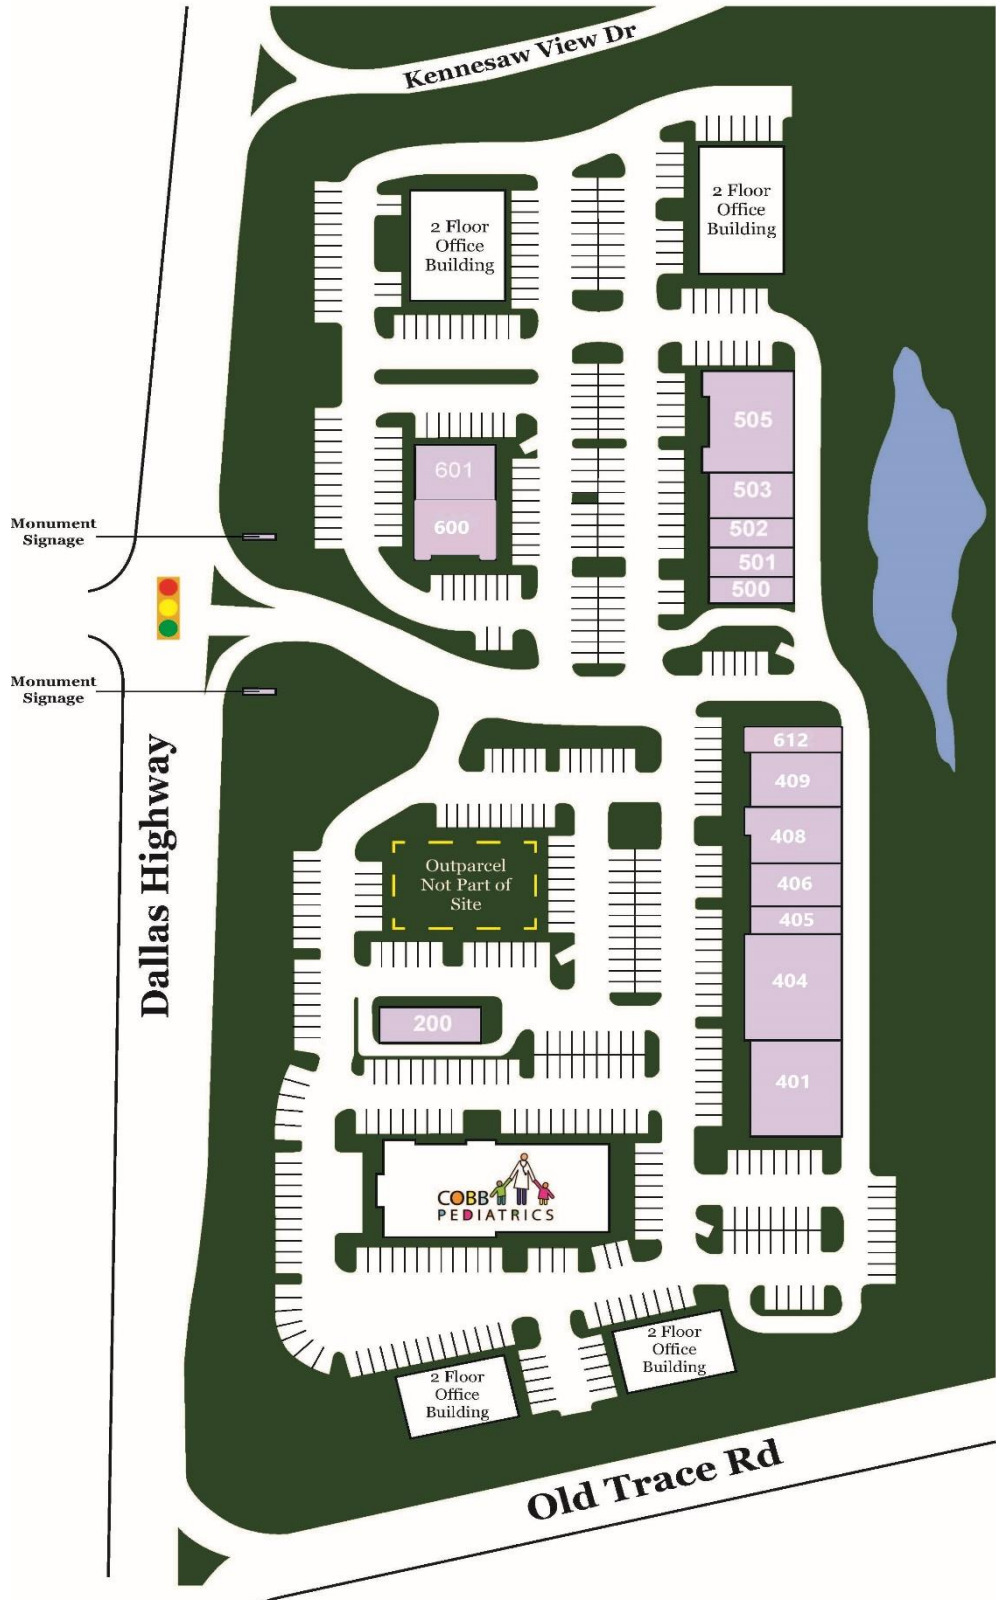 Kennesaw View Dr
2 Floor
Office
Building
2 Floor
Office
Building
505
601
503
600
502
501
500
Monument
Signage
Monument
Signage
612
409
408
406
405
404
401
Dallas Highway
Outparcel
Not Part of
Site
200
COBB
PEDIATRICS
2 Floor
Office
Building
2 Floor
Office
Building
Old Trace Rd